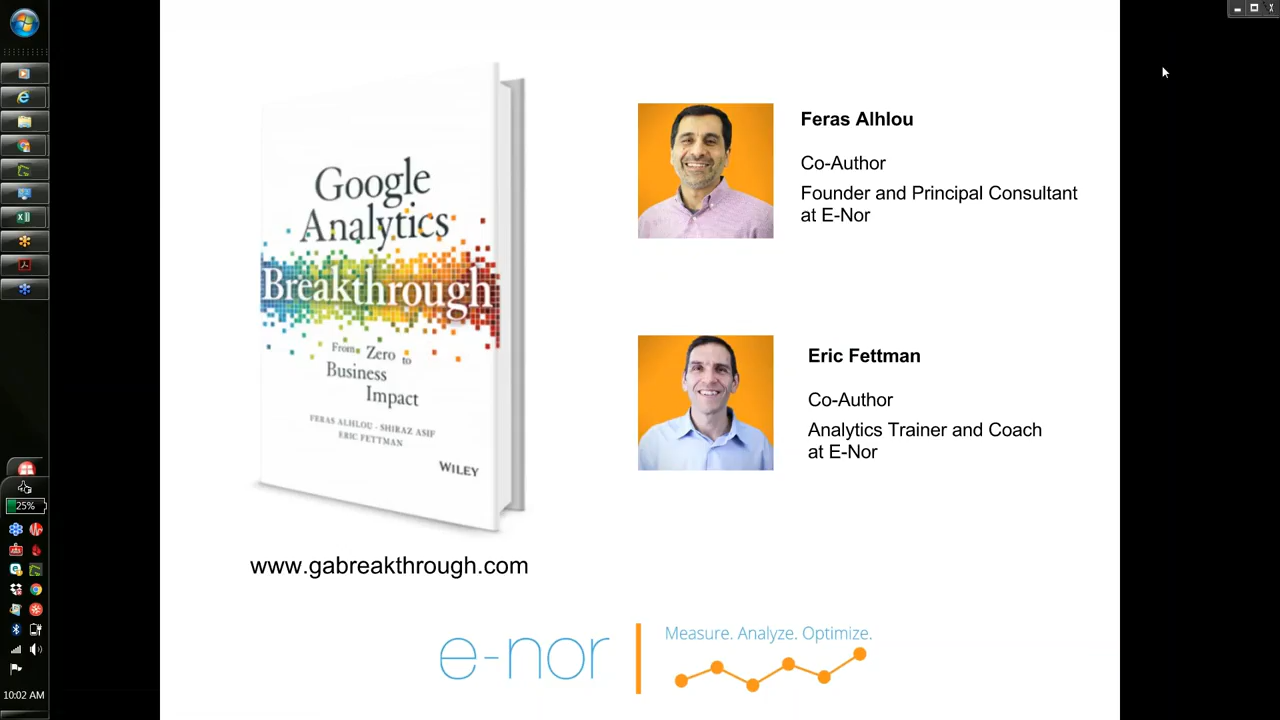 Google
Analytics
Breakthrough
From Zero to
Business
Impact
FERAS ALHLOU · SHIRAZ ASIF
ERIC FETTMAN
WILEY
www.gabreakthrough.com
Feras Alhlou
Co-Author
Founder and Principal Consultant
at E-Nor
Eric Fettman
Co-Author
Analytics Trainer and Coach
at E-Nor
e-nor
Measure. Analyze. Optimize.
25%
10:02 AM